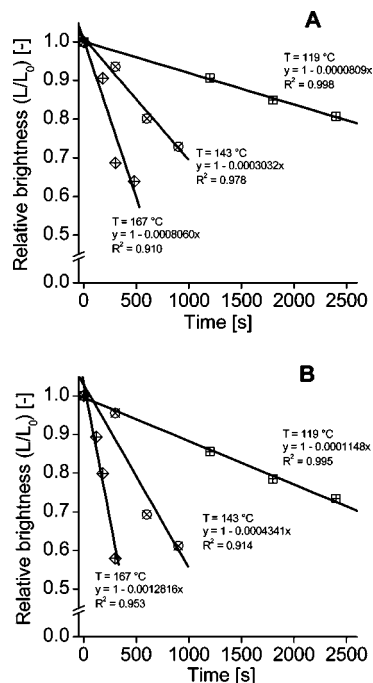 A
Relative brightness (L/L₀) [-]
1.0
0.9
0.8
0.7
0.6
0.5
0.0
T = 119 °C
y = 1 - 0.0000809x
R² = 0.998
T = 143 °C
y = 1 - 0.0003032x
R² = 0.978
T = 167 °C
y = 1 - 0.0008060x
R² = 0.910
0 500 1000 1500 2000 2500
Time [s]
B
Relative brightness (L/L₀) [-]
1.0
0.9
0.8
0.7
0.6
0.5
0.0
T = 119 °C
y = 1 - 0.0001148x
R² = 0.995
T = 143 °C
y = 1 - 0.0004341x
R² = 0.914
T = 167 °C
y = 1 - 0.0012816x
R² = 0.953
0 500 1000 1500 2000 2500
Time [s]